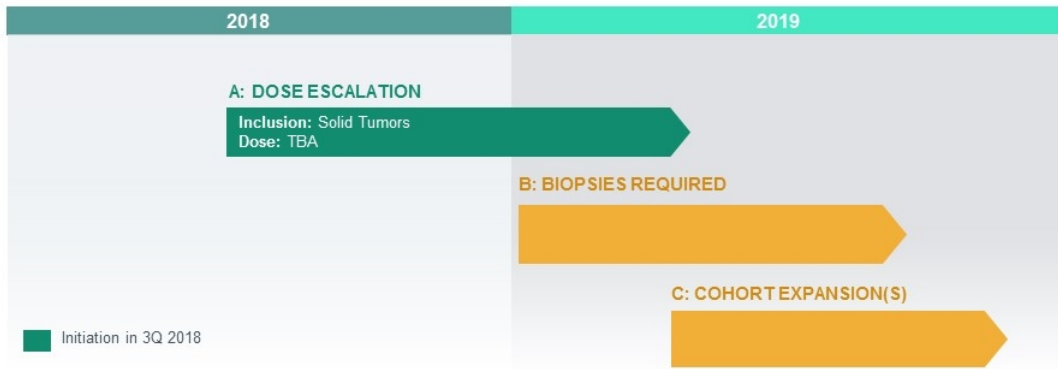 2018
2019
A: DOSE ESCALATION
Inclusion: Solid Tumors
Dose: TBA
B: BIOPSIES REQUIRED
C: COHORT EXPANSION(S)
Initiation in 3Q 2018